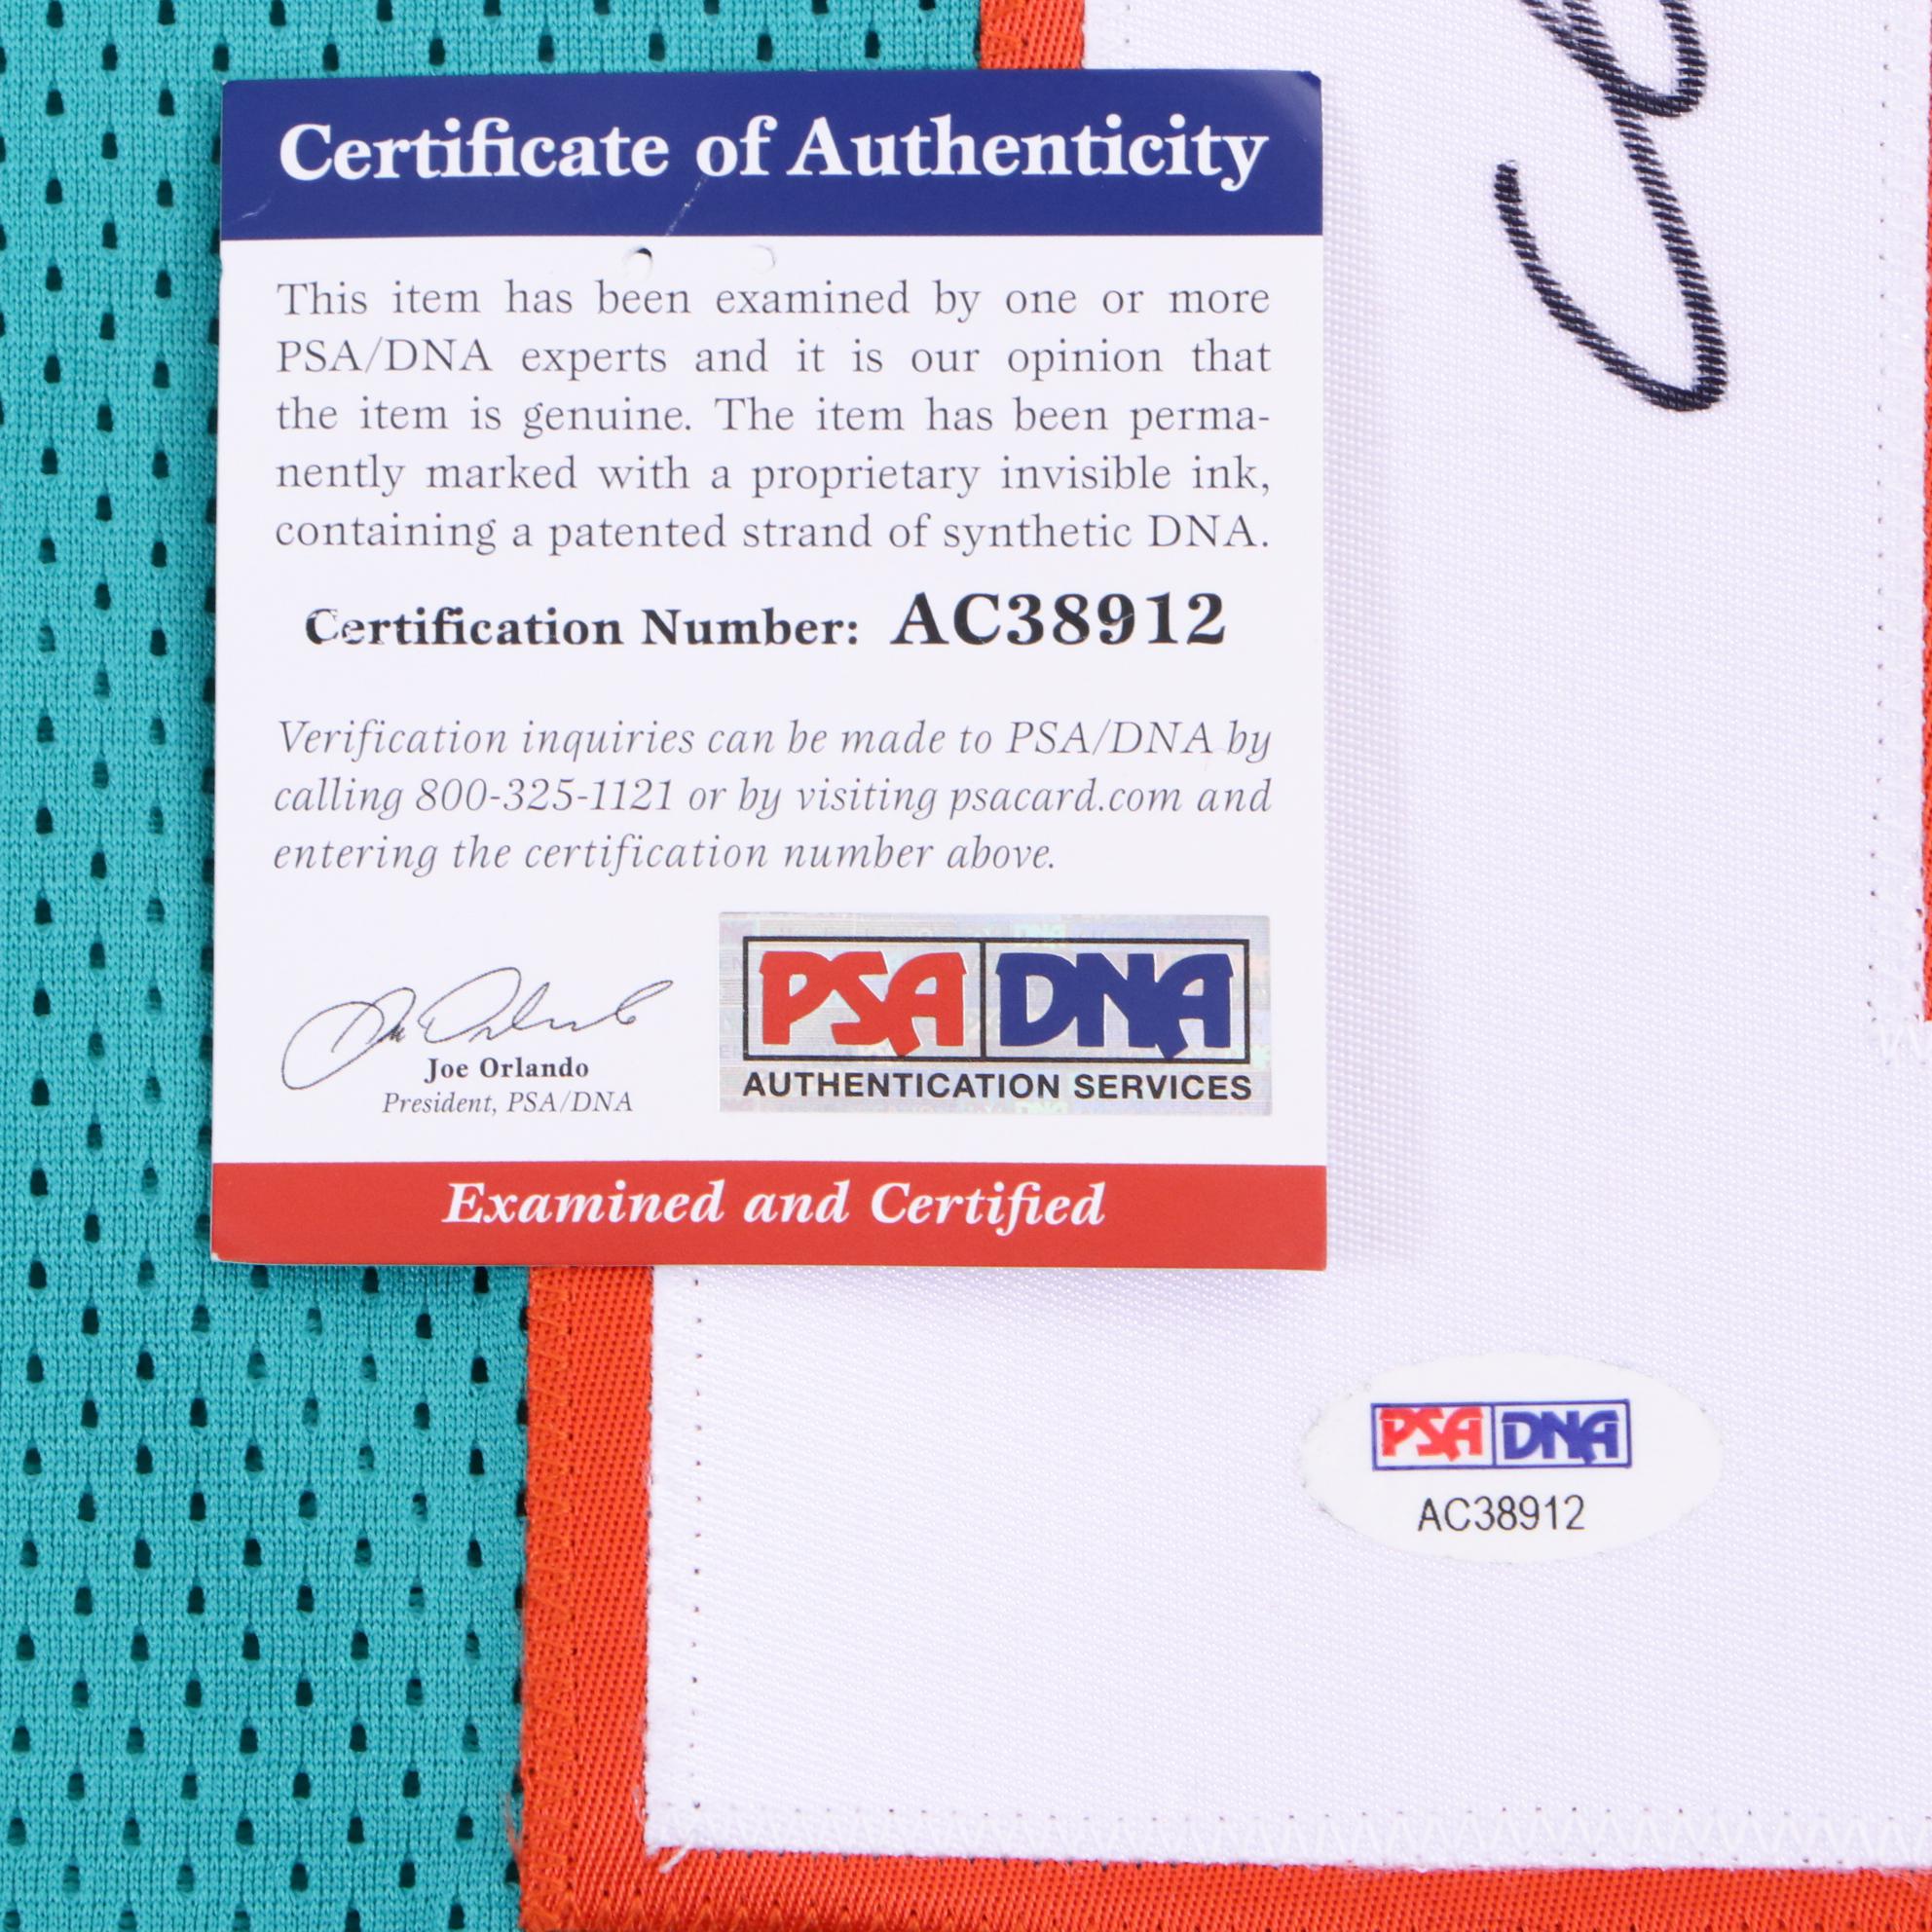 Certificate of Authenticity
This item has been examined by one or more
PSA/DNA experts and it is our opinion that
the item is genuine. The item has been perma-
nently marked with a proprietary invisible ink,
containing a patented strand of synthetic DNA.
Certification Number: AC38912
Verification inquiries can be made to PSA/DNA by
calling 800-325-1121 or by visiting psacard.com and
entering the certification number above.
Joe Orlando
President, PSA/DNA
PSA DNA
AUTHENTICATION SERVICES
Examined and Certified
PSA DNA
AC38912